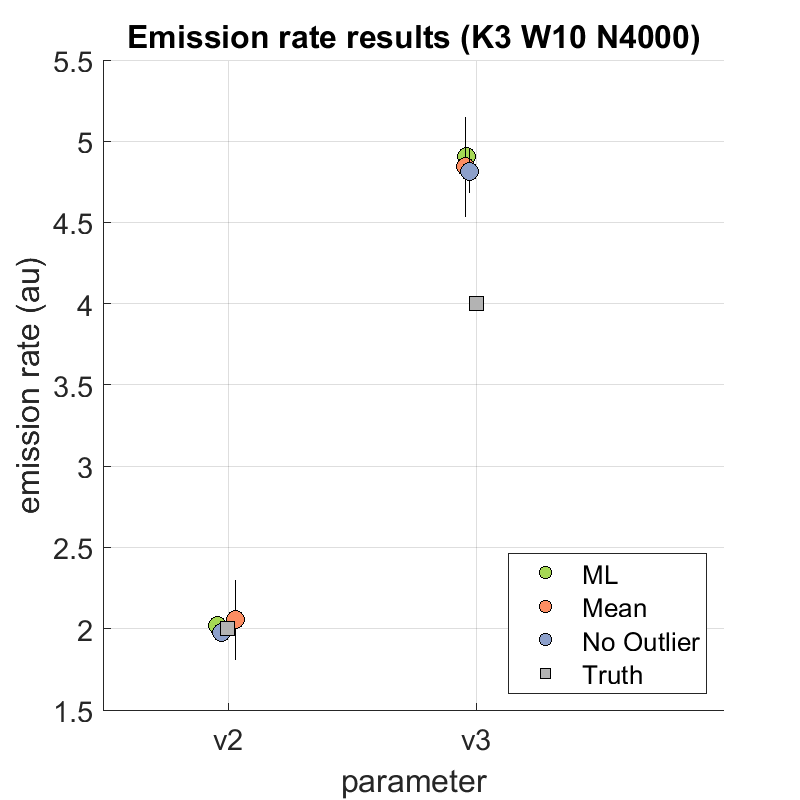 Emission rate results (K3 W10 N4000)
5.5
5
4.5
4
3.5
3
2.5
2
1.5
emission rate (au)
v2
v3
parameter
ML
Mean
No Outlier
Truth